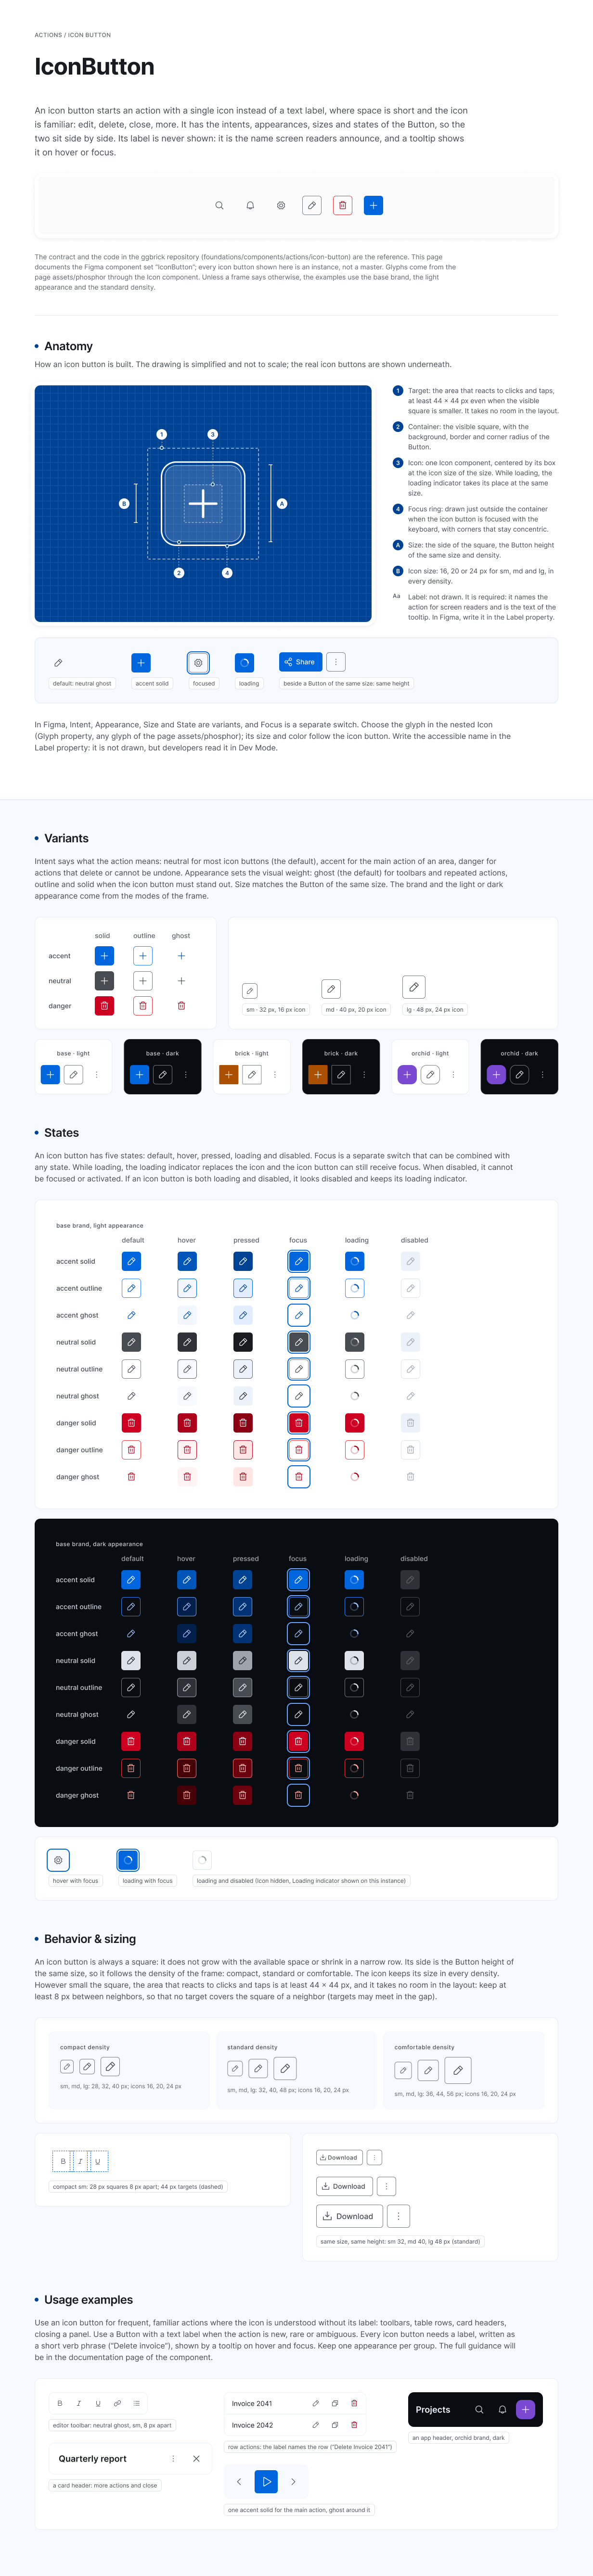 ACTIONS / ICON BUTTON
IconButton
An icon button starts an action with a single icon instead of a text label, where space is short and the icon
is familiar: edit, delete, close, more. It has the intents, appearances, sizes and states of the Button, so the
two sit side by side. Its label is never shown: it is the name screen readers announce, and a tooltip shows
it on hover or focus.
The contract and the code in the ggbrick repository (foundations/components/actions/icon-button) are the reference. This page
documents the Figma component set "IconButton"; every icon button shown here is an instance, not a master. Glyphs come from the
page assets/phosphor through the Icon component. Unless a frame says otherwise, the examples use the base brand, the light
appearance and the standard density.
Anatomy
How an icon button is built. The drawing is simplified and not to scale; the real icon buttons are shown underneath.
1
3
B
A
2
4
1 Target: the area that reacts to clicks and taps,
at least 44 × 44 px even when the visible
square is smaller. It takes no room in the layout.
2 Container: the visible square, with the
background, border and corner radius of the
Button.
3 Icon: one Icon component, centered by its box
at the icon size of the size. While loading, the
loading indicator takes its place at the same
size.
4 Focus ring: drawn just outside the container
when the icon button is focused with the
keyboard, with corners that stay concentric.
A Size: the side of the square, the Button height
of the same size and density.
B Icon size: 16, 20 or 24 px for sm, md and lg, in
every density.
Aa Label: not drawn. It is required: it names the
action for screen readers and is the text of the
tooltip. In Figma, write it in the Label property.
Share
default: neutral ghost
accent solid
focused
loading
beside a Button of the same size: same height
In Figma, Intent, Appearance, Size and State are variants, and Focus is a separate switch. Choose the glyph in the nested Icon
(Glyph property, any glyph of the page assets/phosphor); its size and color follow the icon button. Write the accessible name in the
Label property: it is not drawn, but developers read it in Dev Mode.
Variants
Intent says what the action means: neutral for most icon buttons (the default), accent for the main action of an area, danger for
actions that delete or cannot be undone. Appearance sets the visual weight: ghost (the default) for toolbars and repeated actions,
outline and solid when the icon button must stand out. Size matches the Button of the same size. The brand and the light or dark
appearance come from the modes of the frame.
solid outline ghost
accent
neutral
danger
sm · 32 px, 16 px icon
md · 40 px, 20 px icon
lg · 48 px, 24 px icon
base · light
base · dark
brick · light
brick · dark
orchid · light
orchid · dark
States
An icon button has five states: default, hover, pressed, loading and disabled. Focus is a separate switch that can be combined with
any state. While loading, the loading indicator replaces the icon and the icon button can still receive focus. When disabled, it cannot
be focused or activated. If an icon button is both loading and disabled, it looks disabled and keeps its loading indicator.
base brand, light appearance
default hover pressed focus loading disabled
accent solid
accent outline
accent ghost
neutral solid
neutral outline
neutral ghost
danger solid
danger outline
danger ghost
base brand, dark appearance
default hover pressed focus loading disabled
accent solid
accent outline
accent ghost
neutral solid
neutral outline
neutral ghost
danger solid
danger outline
danger ghost
hover with focus
loading with focus
loading and disabled (icon hidden, Loading indicator shown on this instance)
Behavior & sizing
An icon button is always a square: it does not grow with the available space or shrink in a narrow row. Its side is the Button height of
the same size, so it follows the density of the frame: compact, standard or comfortable. The icon keeps its size in every density.
However small the square, the area that reacts to clicks and taps is at least 44 × 44 px, and it takes no room in the layout: keep at
least 8 px between neighbors, so that no target covers the square of a neighbor (targets may meet in the gap).
compact density
sm, md, lg: 28, 32, 40 px; icons 16, 20, 24 px
standard density
sm, md, lg: 32, 40, 48 px; icons 16, 20, 24 px
comfortable density
sm, md, lg: 36, 44, 56 px; icons 16, 20, 24 px
B I U
compact sm: 28 px squares 8 px apart; 44 px targets (dashed)
Download
Download
Download
same size, same height: sm 32, md 40, lg 48 px (standard)
Usage examples
Use an icon button for frequent, familiar actions where the icon is understood without its label: toolbars, table rows, card headers,
closing a panel. Use a Button with a text label when the action is new, rare or ambiguous. Every icon button needs a label, written as
a short verb phrase ("Delete invoice"), shown by a tooltip on hover and focus. Keep one appearance per group. The full guidance will
be in the documentation page of the component.
B I U
editor toolbar: neutral ghost, sm, 8 px apart
Quarterly report
a card header: more actions and close
Invoice 2041
Invoice 2042
row actions: the label names the row ("Delete Invoice 2041")
one accent solid for the main action, ghost around it
Projects
an app header, orchid brand, dark